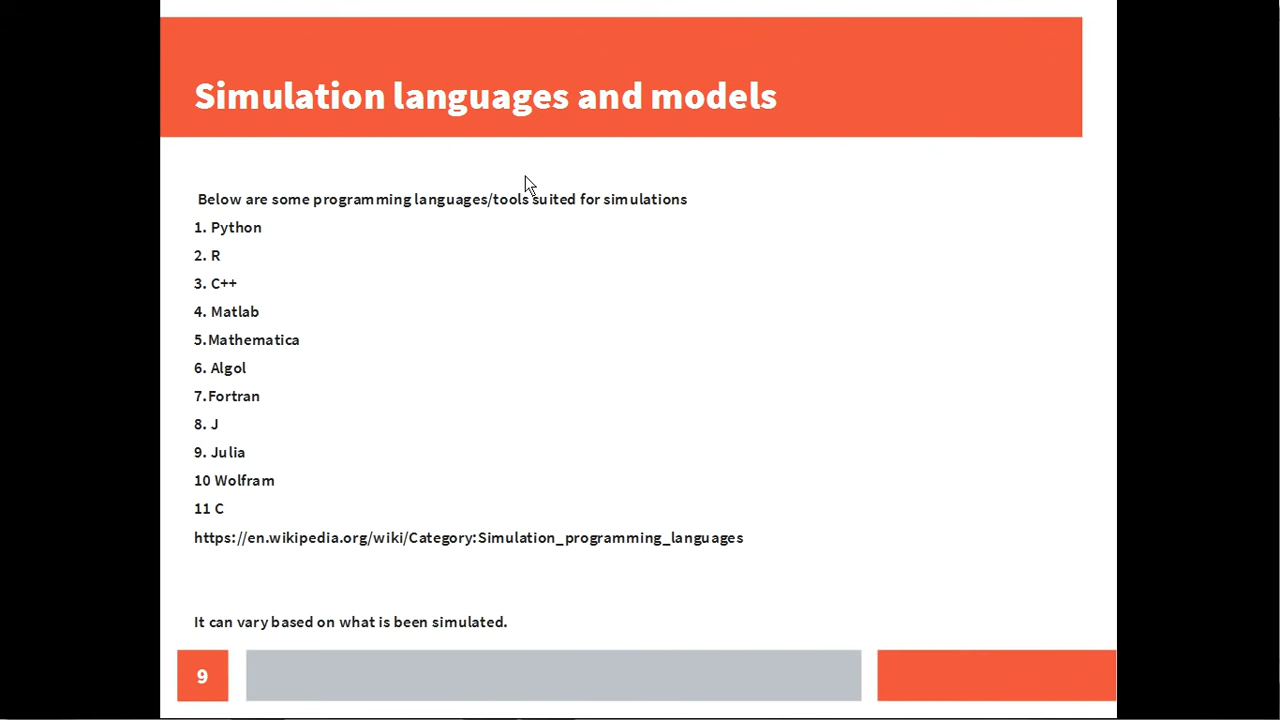 Simulation languages and models
Below are some programming languages/tools suited for simulations
1. Python
2. R
3. C++
4. Matlab
5.Mathematica
6. Algol
7.Fortran
8. J
9. Julia
10 Wolfram
11 C
https://en.wikipedia.org/wiki/Category:Simulation_programming_languages
It can vary based on what is been simulated.
9